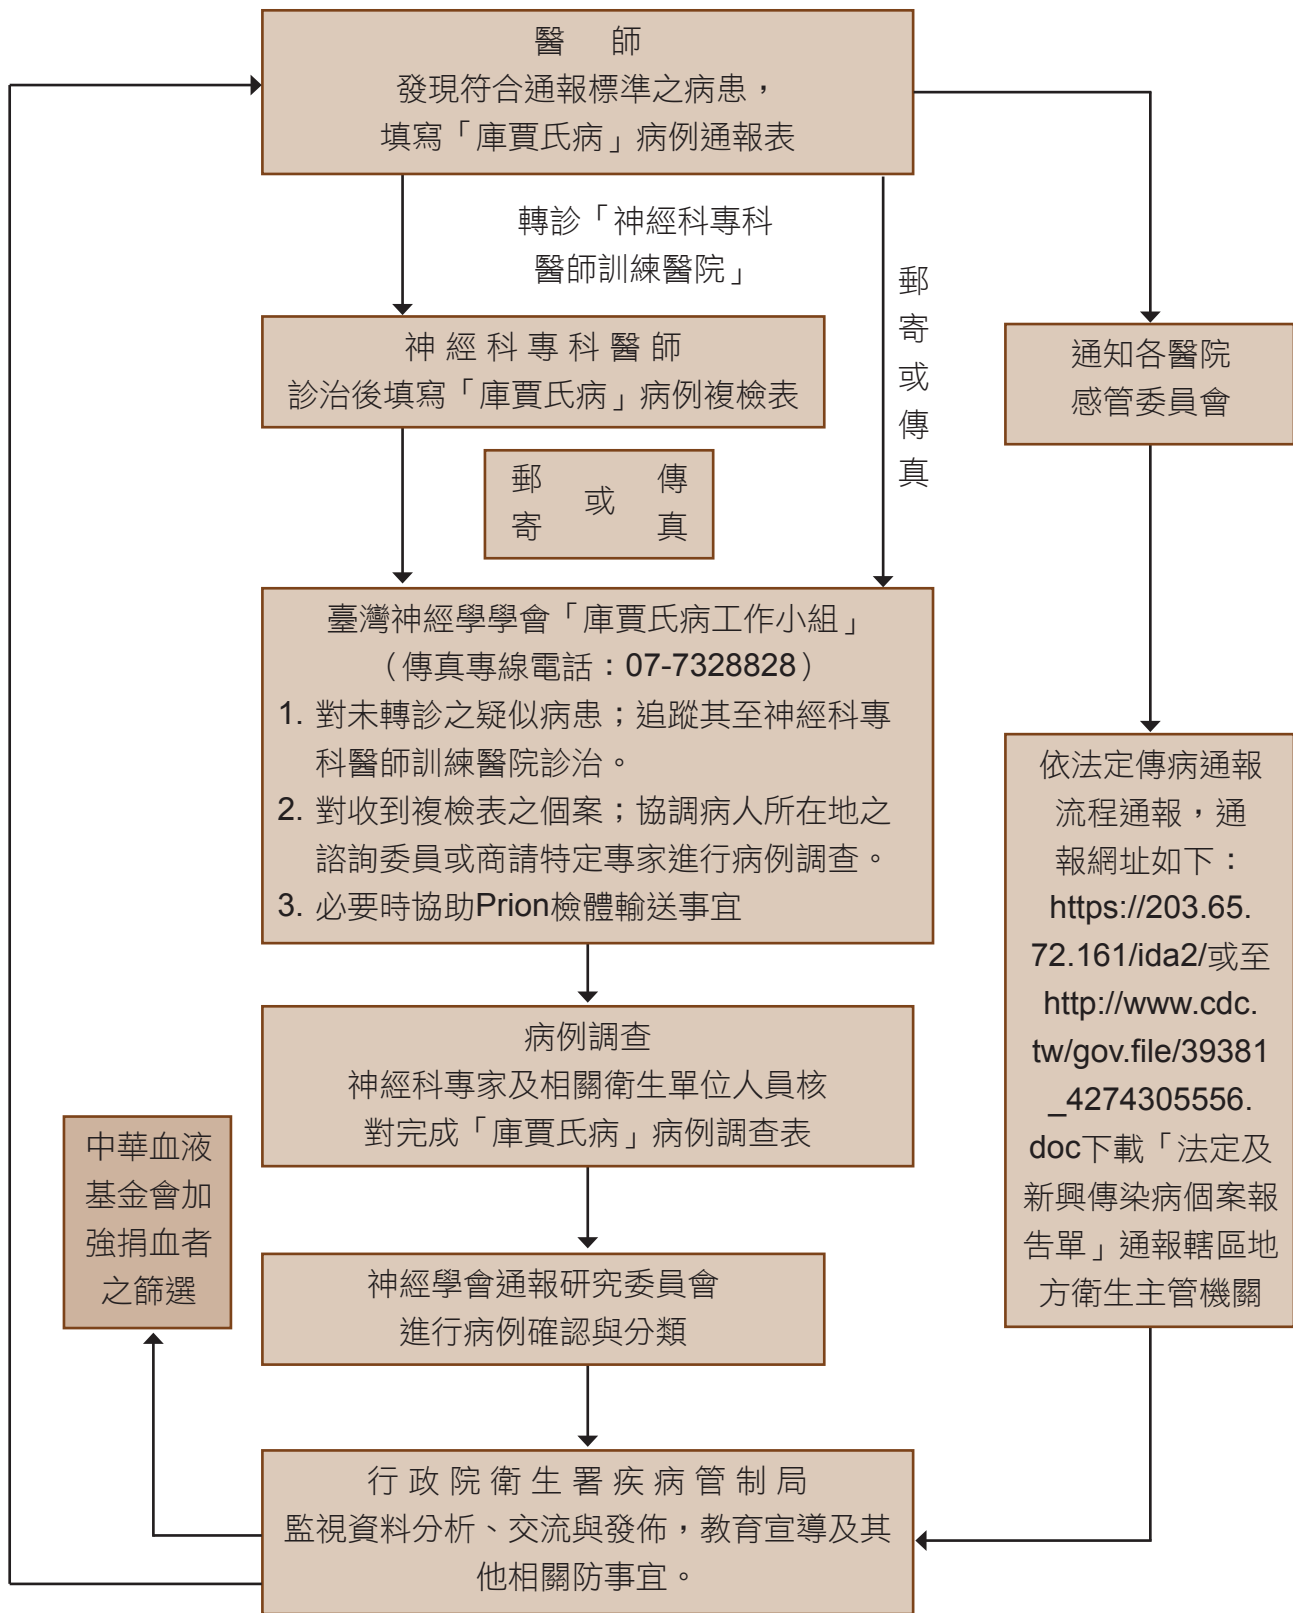 醫　師
發現符合通報標準之病患，
填寫「庫賈氏病」病例通報表
轉診「神經科專科
醫師訓練醫院」
郵寄或傳真
神經科專科醫師
診治後填寫「庫賈氏病」病例複檢表
通知各醫院
感管委員會
郵寄 或 傳真
臺灣神經學學會「庫賈氏病工作小組」
（傳真專線電話：07-7328828）
1. 對未轉診之疑似病患；追蹤其至神經科專
科醫師訓練醫院診治。
2. 對收到複檢表之個案；協調病人所在地之
諮詢委員或商請特定專家進行病例調查。
3. 必要時協助Prion檢體輸送事宜
依法定傳病通報
流程通報，通
報網址如下：
https://203.65.
72.161/ida2/或至
http://www.cdc.
tw/gov.file/39381
_4274305556.
doc下載「法定及
新興傳染病個案報
告單」通報轄區地
方衛生主管機關
病例調查
神經科專家及相關衛生單位人員核
對完成「庫賈氏病」病例調查表
中華血液
基金會加
強捐血者
之篩選
神經學會通報研究委員會
進行病例確認與分類
行政院衛生署疾病管制局
監視資料分析、交流與發佈，教育宣導及其
他相關防事宜。